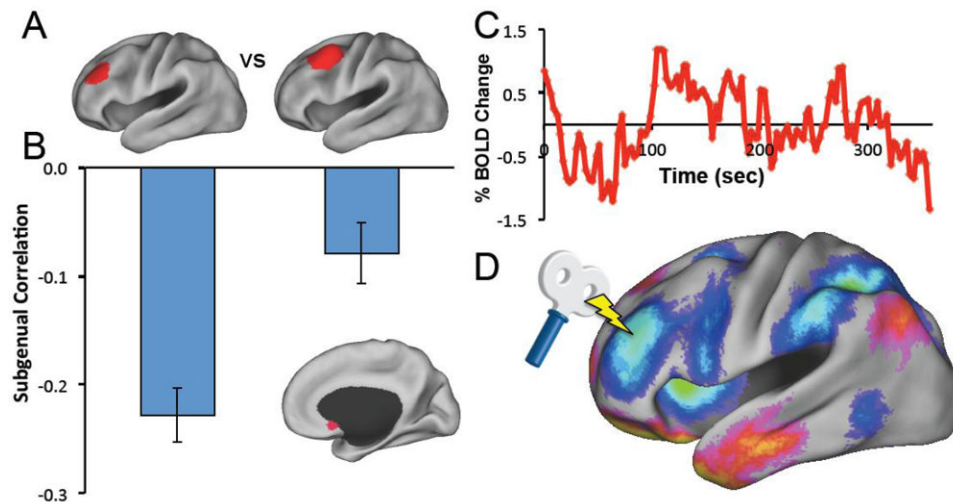 A
VS
B
0.0
-0.1
-0.2
-0.3
Subgenual Correlation
C
1.5
0.5
-0.5
-1.5
% BOLD Change
0 100 200 300
Time (sec)
D